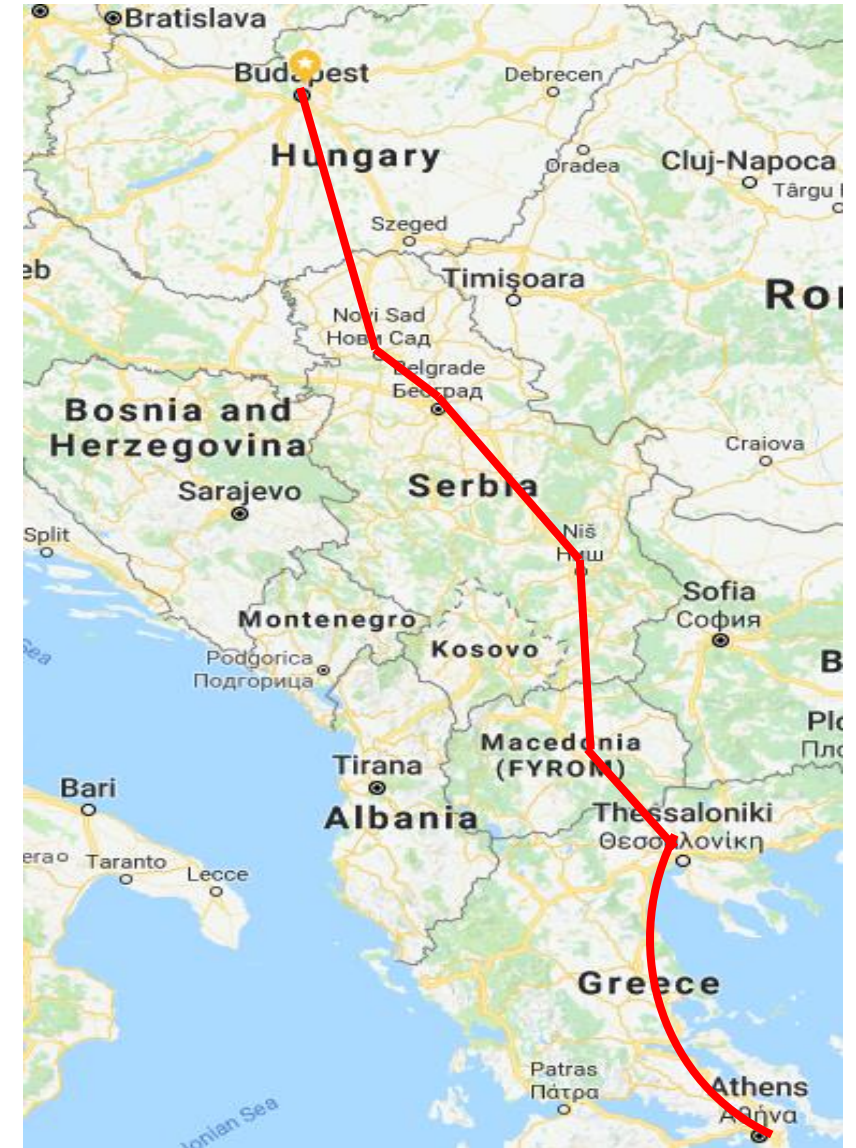 Bratislava
Budapest
Debrecen
Hungary
Oradea
Cluj-Napoca
Târgu
Szeged
eb
Timișoara
Ror
Novi Sad
Нови Сад
Belgrade
Београд
Bosnia and
Herzegovina
Craiova
Sarajevo
Serbia
Split
Niš
Ниш
Sofia
София
Montenegro
Kosovo
Sea
Podgorica
Подгорица
B
Macedonia
(FYROM)
Plo
Пло
Tirana
Bari
Albania
Thessaloniki
Θεσσαλονίκη
era
Taranto
Lecce
Greece
Patras
Πάτρα
Athens
Αθήνα
onian Sea